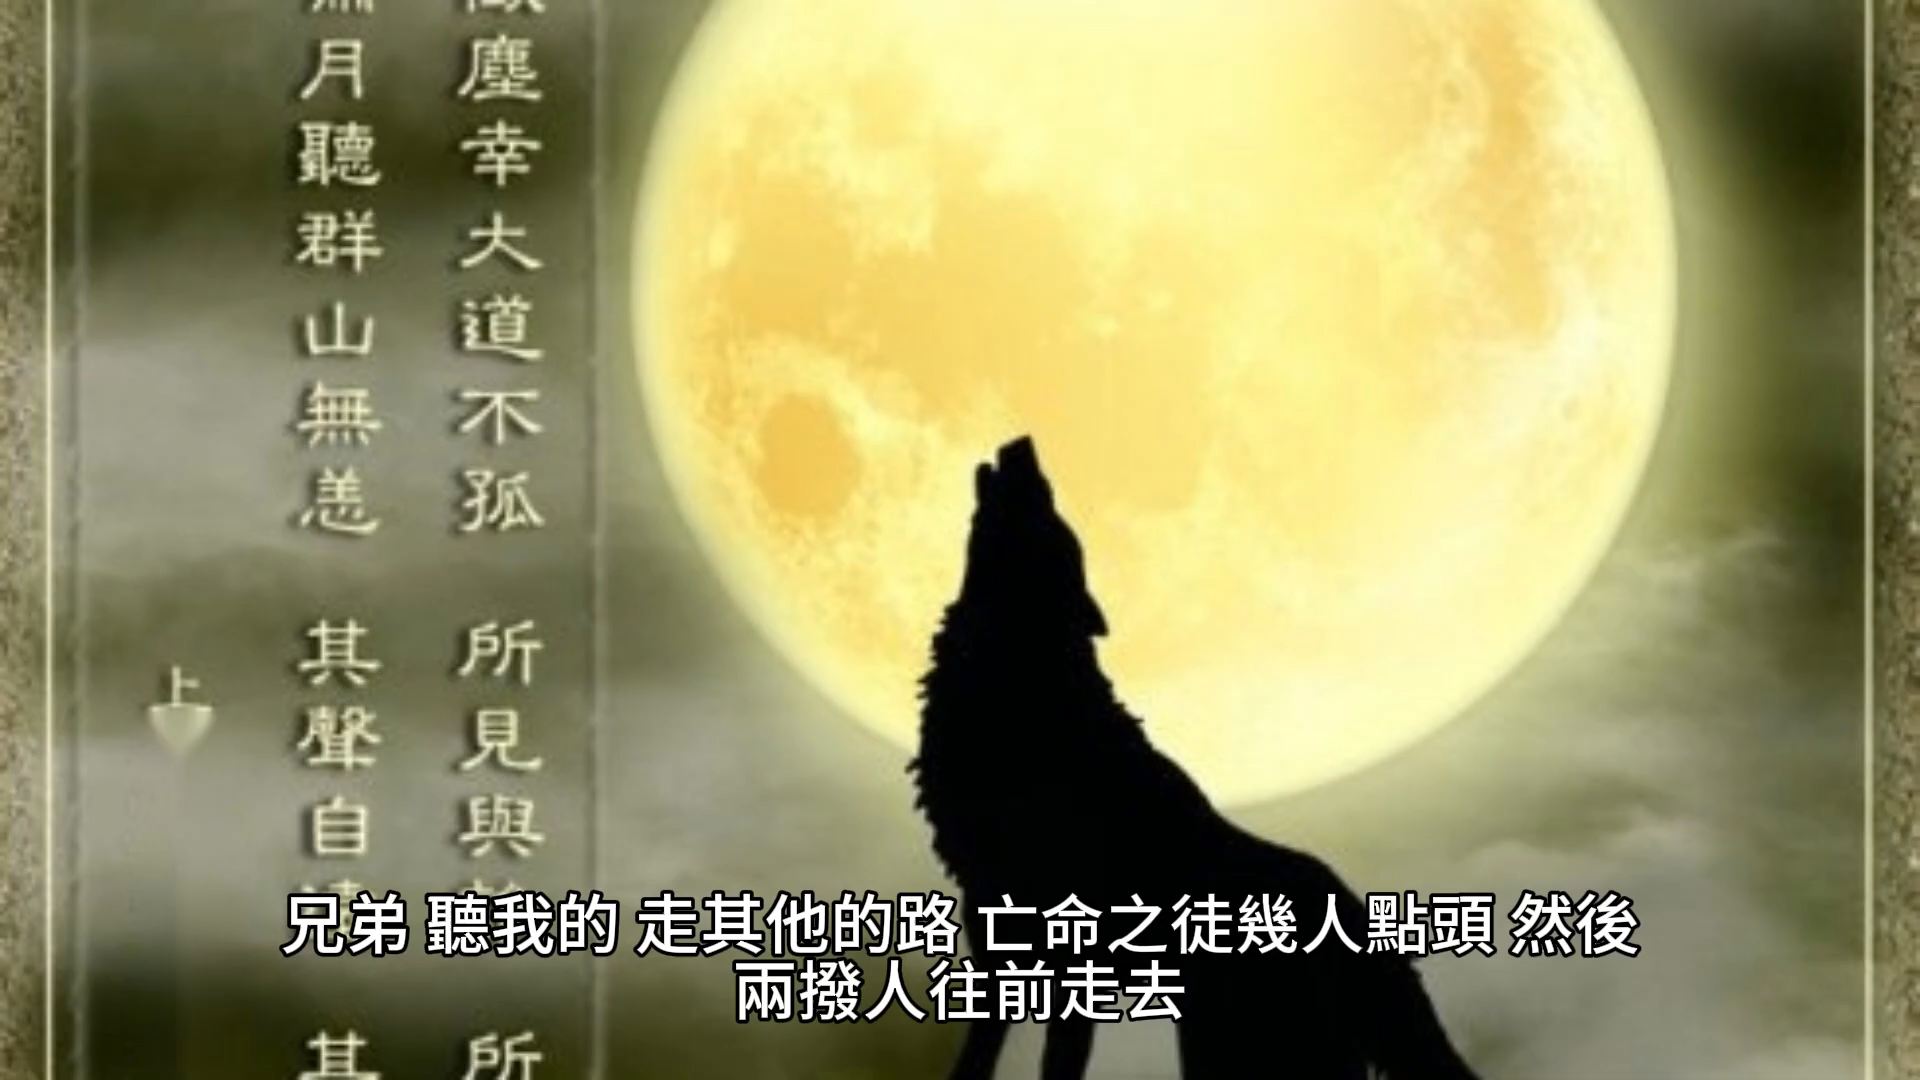 塵幸大道不孤 所見與
月聽群山無恙 其聲自
上
所
其
兄弟 聽我的 走其他的路 亡命之徒幾人點頭 然後
兩撥人往前走去